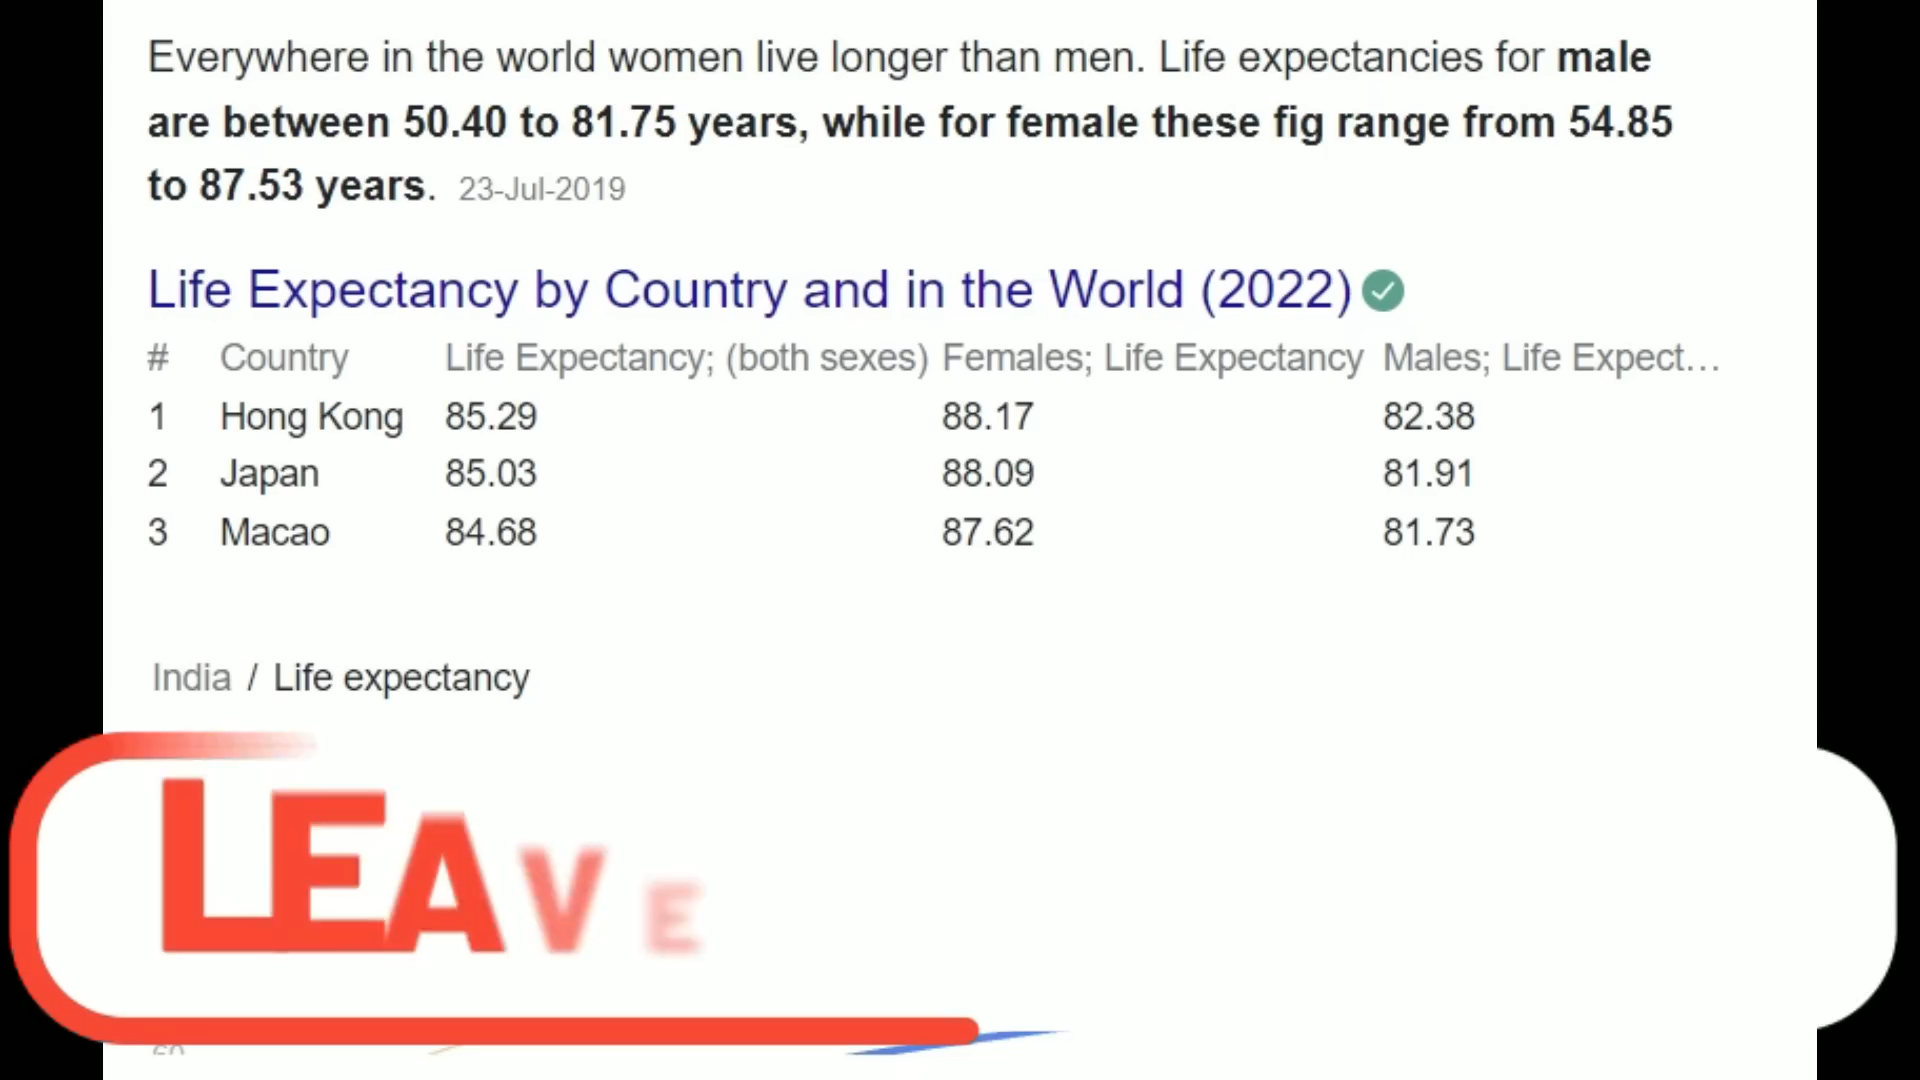 Everywhere in the world women live longer than men. Life expectancies for male
are between 50.40 to 81.75 years, while for female these fig range from 54.85
to 87.53 years. 23-Jul-2019
Life Expectancy by Country and in the World (2022)
# Country Life Expectancy; (both sexes) Females; Life Expectancy Males; Life Expect...
1 Hong Kong 85.29 88.17 82.38
2 Japan 85.03 88.09 81.91
3 Macao 84.68 87.62 81.73
India / Life expectancy
LEAVE